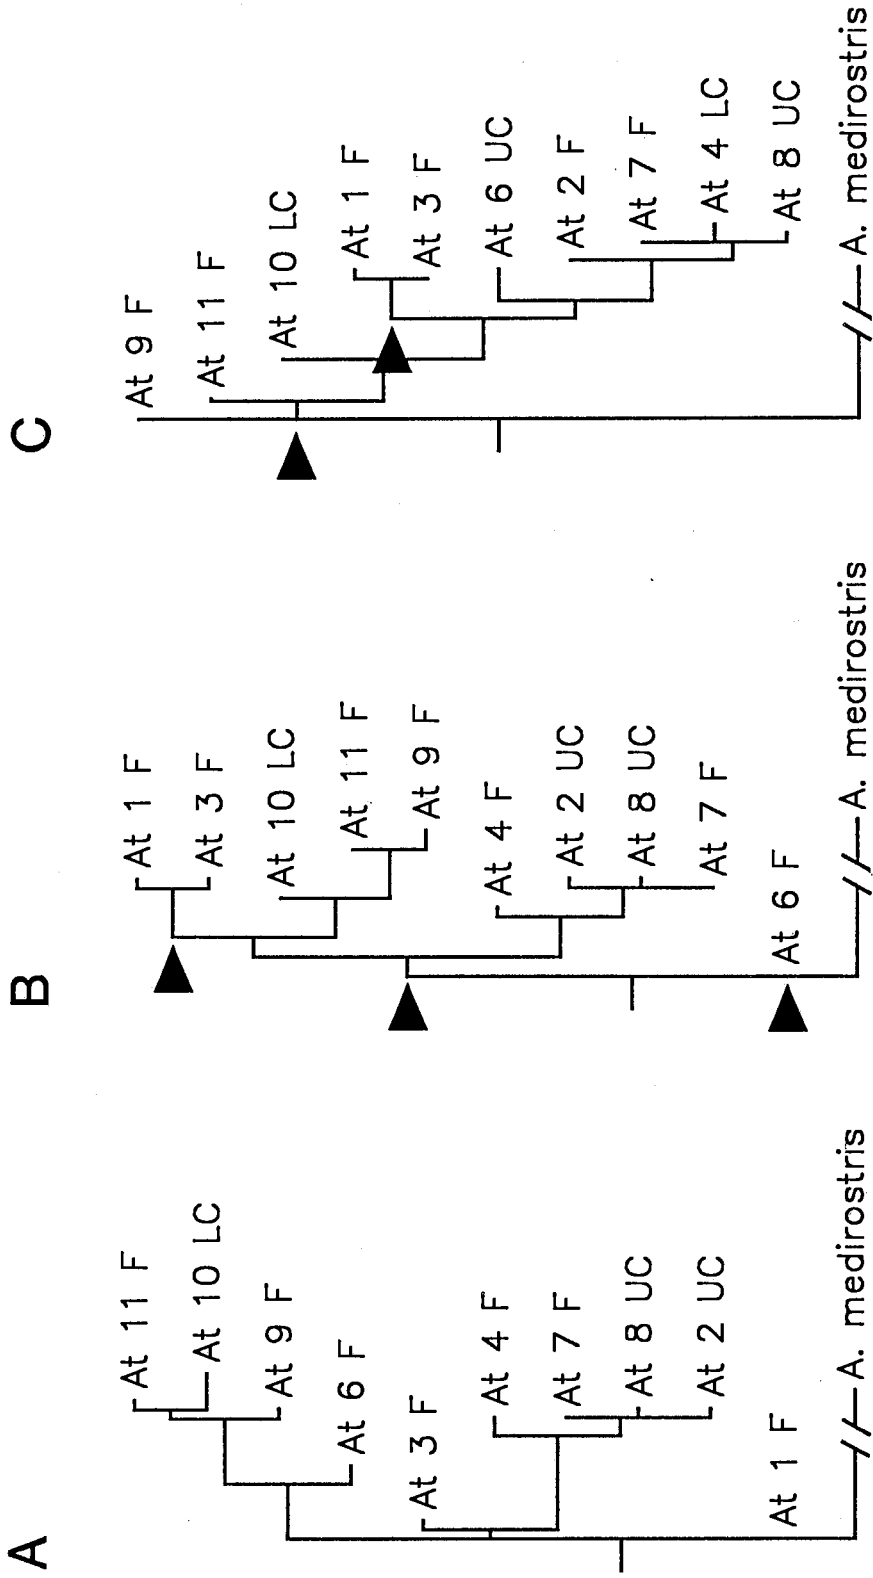 A
At 11 F
At 10 LC
At 9 F
At 6 F
At 3 F
At 4 F
At 7 F
At 8 UC
At 2 UC
At 1 F
A. medirostris
B
At 1 F
At 3 F
At 10 LC
At 11 F
At 9 F
At 4 F
At 2 UC
At 8 UC
At 7 F
At 6 F
A. medirostris
C
At 9 F
At 11 F
At 10 LC
At 1 F
At 3 F
At 6 UC
At 2 F
At 7 F
At 4 LC
At 8 UC
A. medirostris